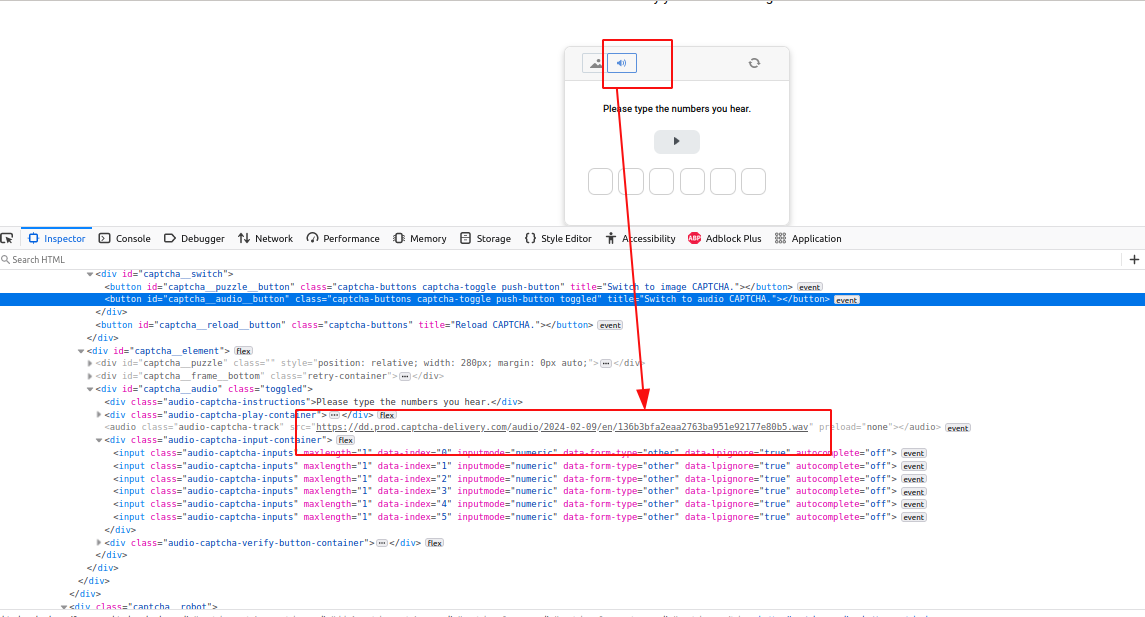 Please type the numbers you hear.
Inspector Console Debugger Network Performance Memory Storage Style Editor Accessibility ABP Adblock Plus Application
Search HTML +
<div id="captcha__switch">
<button id="captcha__puzzle__button" class="captcha-buttons captcha-toggle push-button" title="Switch to image CAPTCHA."></button> event
<button id="captcha__audio__button" class="captcha-buttons captcha-toggle push-button toggled" title="Switch to audio CAPTCHA."></button> event
</div>
<button id="captcha__reload__button" class="captcha-buttons" title="Reload CAPTCHA."></button> event
</div>
<div id="captcha__element"> flex
<div id="captcha__puzzle" class="" style="position: relative; width: 280px; margin: 0px auto;"></div>
<div id="captcha__frame__bottom" class="retry-container"></div>
<div id="captcha__audio" class="toggled">
<div class="audio-captcha-instructions">Please type the numbers you hear.</div>
<div class="audio-captcha-play-container"></div> flex
<audio class="audio-captcha-track" src="https://dd.prod.captcha-delivery.com/audio/2024-02-09/en/136b3bfa2eaa2763ba951e92177e80b5.wav" preload="none"></audio> event
<div class="audio-captcha-input-container"> flex
<input class="audio-captcha-inputs" maxlength="1" data-index="0" inputmode="numeric" data-form-type="other" data-lpignore="true" autocomplete="off"> event
<input class="audio-captcha-inputs" maxlength="1" data-index="1" inputmode="numeric" data-form-type="other" data-lpignore="true" autocomplete="off"> event
<input class="audio-captcha-inputs" maxlength="1" data-index="2" inputmode="numeric" data-form-type="other" data-lpignore="true" autocomplete="off"> event
<input class="audio-captcha-inputs" maxlength="1" data-index="3" inputmode="numeric" data-form-type="other" data-lpignore="true" autocomplete="off"> event
<input class="audio-captcha-inputs" maxlength="1" data-index="4" inputmode="numeric" data-form-type="other" data-lpignore="true" autocomplete="off"> event
<input class="audio-captcha-inputs" maxlength="1" data-index="5" inputmode="numeric" data-form-type="other" data-lpignore="true" autocomplete="off"> event
</div>
<div class="audio-captcha-verify-button-container"></div> flex
</div>
</div>
</div>
</div>
<div class="captcha__robot">